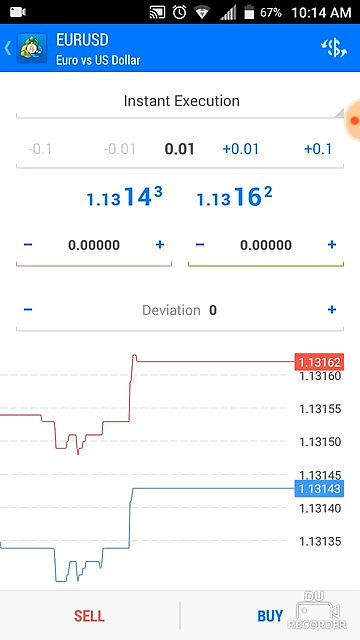 67% 10:14 AM
EURUSD
Euro vs US Dollar
Instant Execution
-0.1 -0.01 0.01 +0.01 +0.1
1.13143 1.13162
- 0.00000 + - 0.00000 +
- Deviation 0 +
1.13162
1.13160
1.13155
1.13150
1.13145
1.13143
1.13140
1.13135
SELL BUY
DU
RECORDER